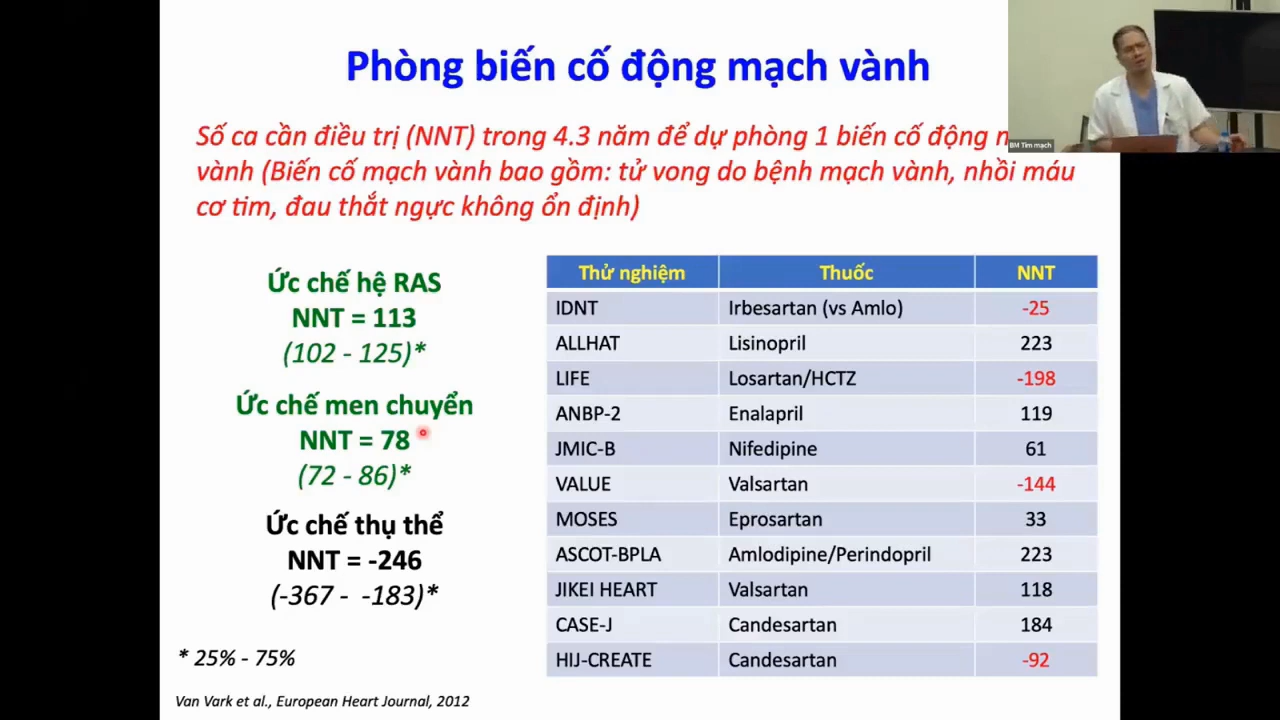 Phòng biến cố động mạch vành
BM Tim mạch
Số ca cần điều trị (NNT) trong 4.3 năm để dự phòng 1 biến cố động
vành (Biến cố mạch vành bao gồm: tử vong do bệnh mạch vành, nhồi máu
cơ tim, đau thắt ngực không ổn định)
Ức chế hệ RAS
NNT = 113
(102 - 125)*
Ức chế men chuyển
NNT = 78
(72 - 86)*
Ức chế thụ thể
NNT = -246
(-367 - -183)*
* 25% - 75%
Van Vark et al., European Heart Journal, 2012
Thử nghiệm Thuốc NNT
IDNT Irbesartan (vs Amlo) -25
ALLHAT Lisinopril 223
LIFE Losartan/HCTZ -198
ANBP-2 Enalapril 119
JMIC-B Nifedipine 61
VALUE Valsartan -144
MOSES Eprosartan 33
ASCOT-BPLA Amlodipine/Perindopril 223
JIKEI HEART Valsartan 118
CASE-J Candesartan 184
HIJ-CREATE Candesartan -92